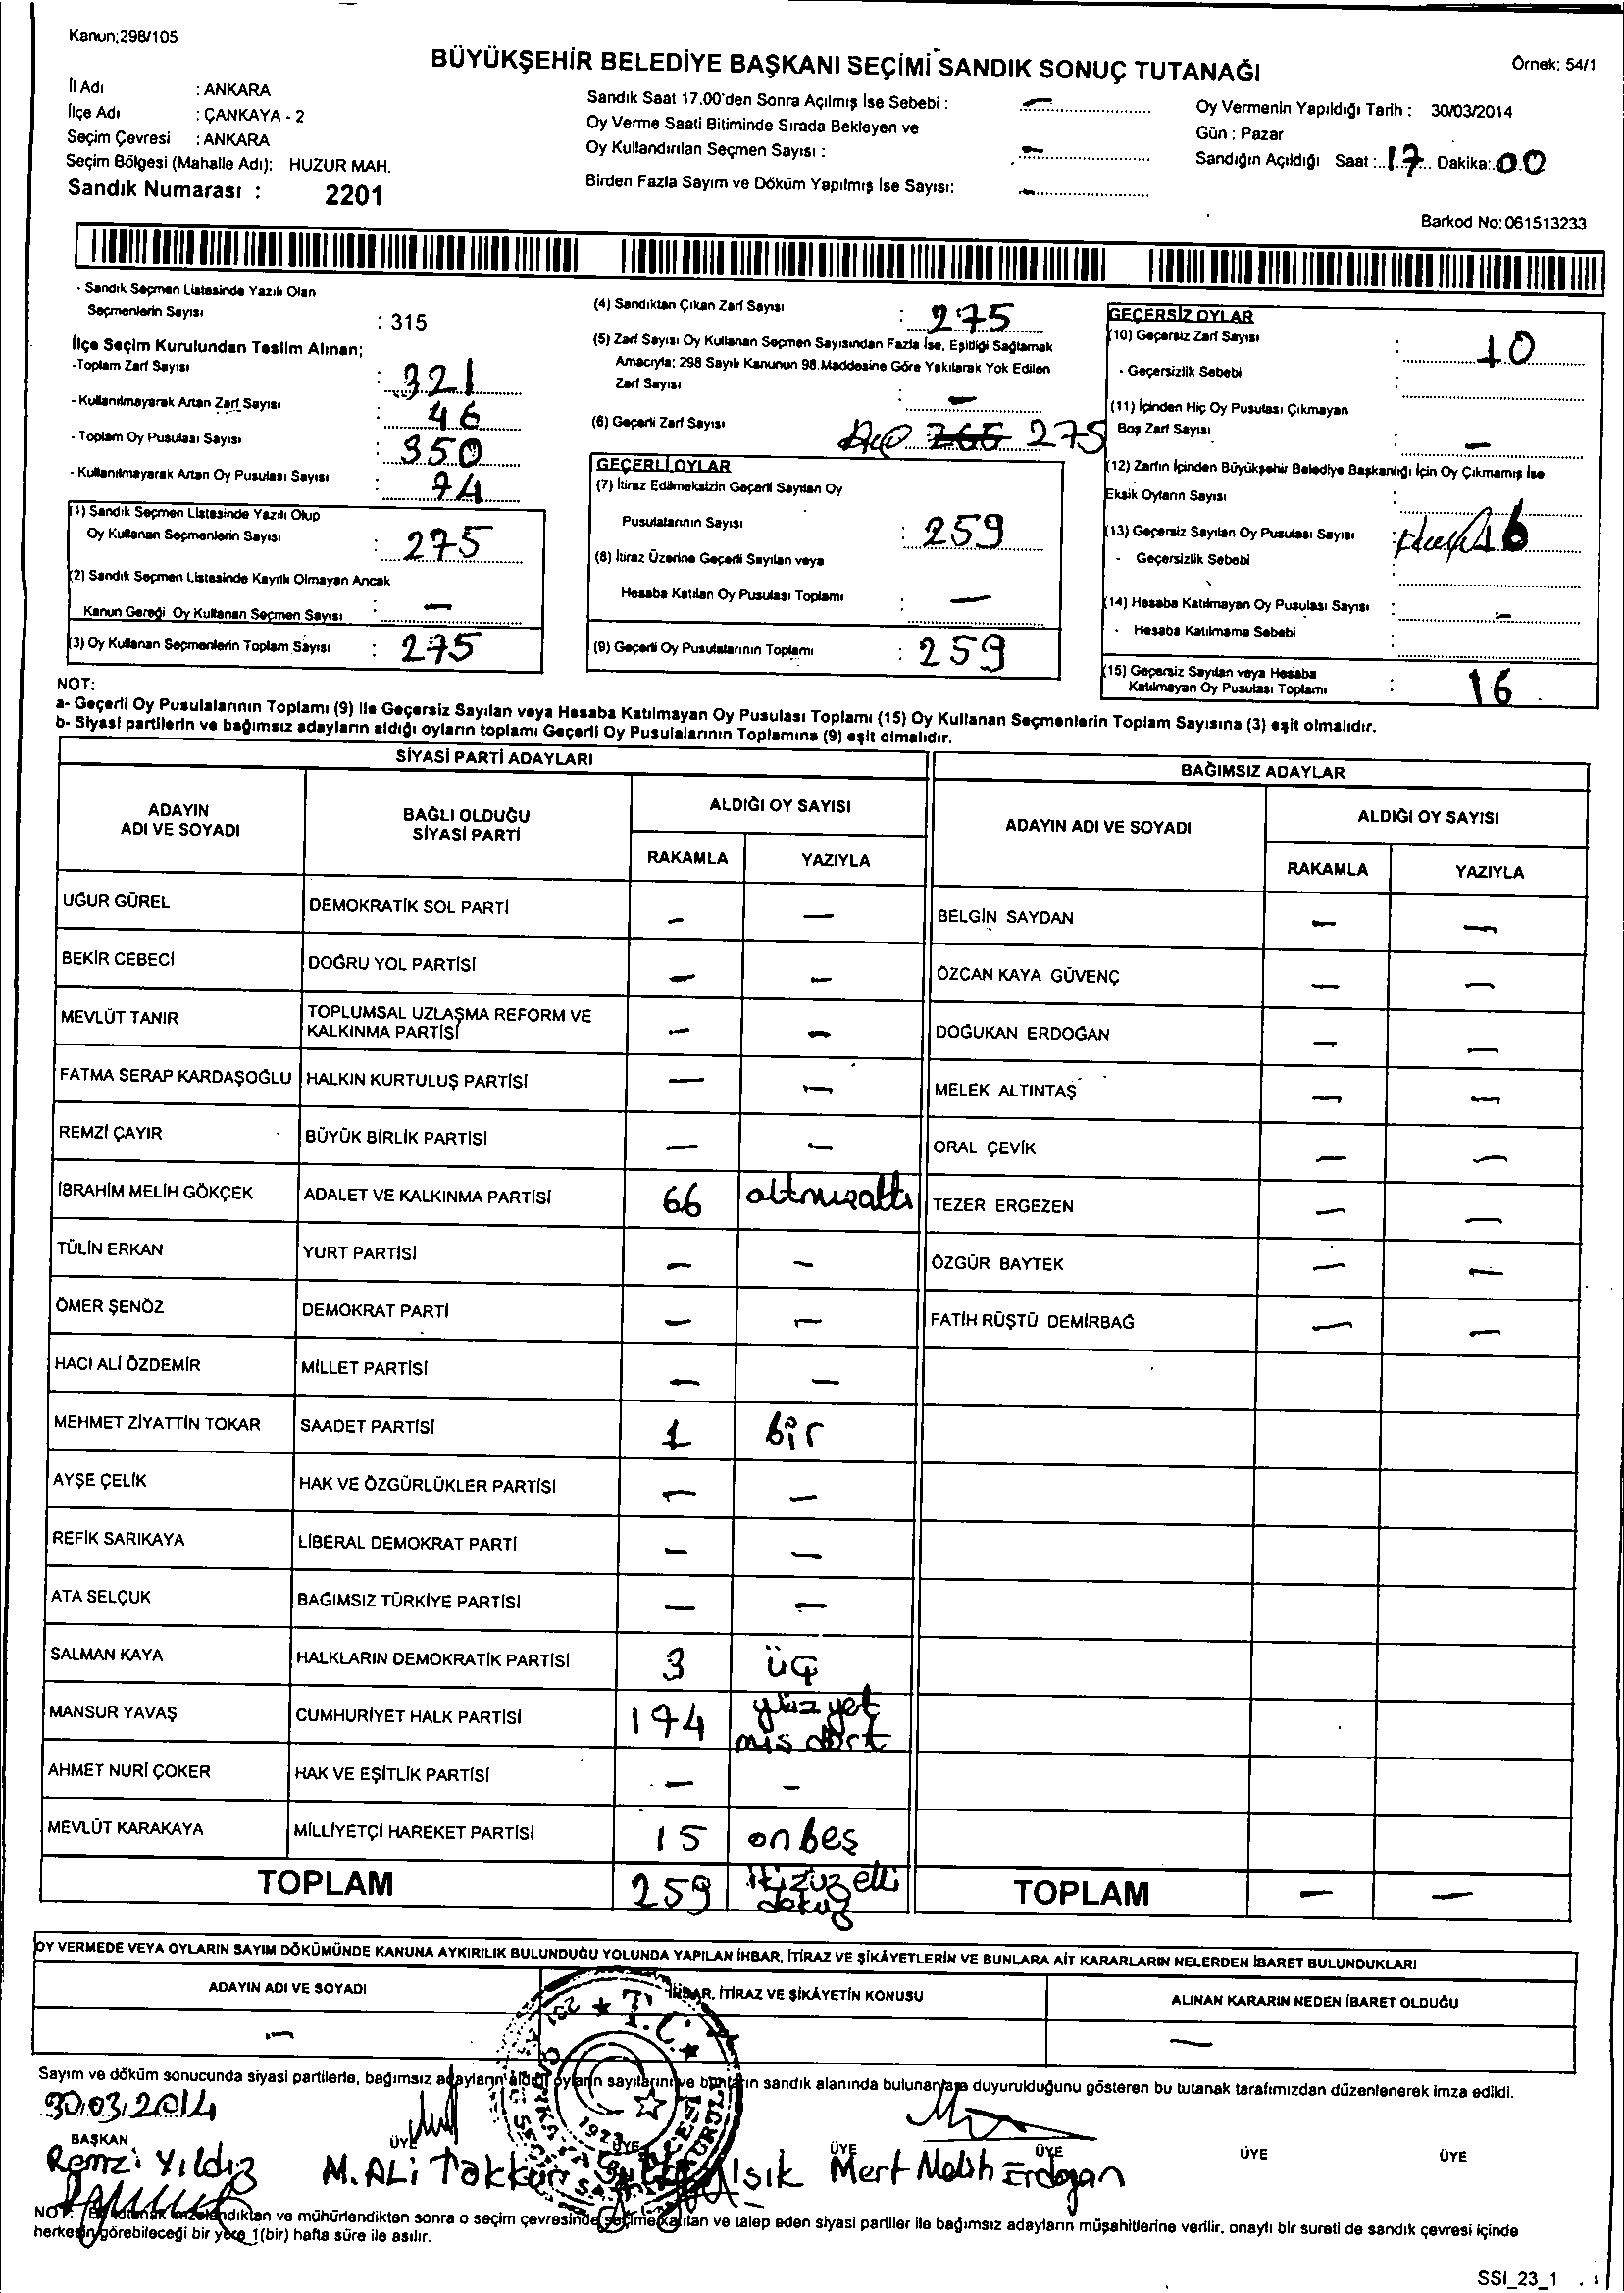 Kanun;298/105
BÜYÜKŞEHİR BELEDİYE BAŞKANI SEÇİMİ SANDIK SONUÇ TUTANAĞI
Örnek: 54/1
İl Adı : ANKARA
İlçe Adı : ÇANKAYA - 2
Seçim Çevresi : ANKARA
Seçim Bölgesi (Mahalle Adı): HUZUR MAH.
Sandık Numarası : 2201
Sandık Saat 17.00'den Sonra Açılmış İse Sebebi : —
Oy Verme Saati Bitiminde Sırada Bekleyen ve
Oy Kullandırılan Seçmen Sayısı : —
Birden Fazla Sayım ve Döküm Yapılmış İse Sayısı: —
Oy Vermenin Yapıldığı Tarih : 30/03/2014
Gün : Pazar
Sandığın Açıldığı Saat : 17 Dakika: 00
Barkod No: 061513233
- Sandık Seçmen Listesinde Yazılı Olan
Seçmenlerin Sayısı : 315
İlçe Seçim Kurulundan Teslim Alınan;
-Toplam Zarf Sayısı : 321
- Kullanılmayarak Artan Zarf Sayısı : 46
- Toplam Oy Pusulası Sayısı : 350
- Kullanılmayarak Artan Oy Pusulası Sayısı : 74
(1) Sandık Seçmen Listesinde Yazılı Olup
Oy Kullanan Seçmenlerin Sayısı : 275
(2) Sandık Seçmen Listesinde Kayıtlı Olmayan Ancak
Kanun Gereği Oy Kullanan Seçmen Sayısı : —
(3) Oy Kullanan Seçmenlerin Toplam Sayısı : 275
(4) Sandıktan Çıkan Zarf Sayısı : 275
(5) Zarf Sayısı Oy Kullanan Seçmen Sayısından Fazla İse, Eşitliği Sağlamak
Amacıyla; 298 Sayılı Kanunun 98.Maddesine Göre Yakılarak Yok Edilen
Zarf Sayısı : —
(6) Geçerli Zarf Sayısı 265 275
GEÇERLİ OYLAR
(7) İtiraz Edilmeksizin Geçerli Sayılan Oy
Pusulalarının Sayısı : 259
(8) İtiraz Üzerine Geçerli Sayılan veya
Hesaba Katılan Oy Pusulası Toplamı : —
(9) Geçerli Oy Pusulalarının Toplamı : 259
GEÇERSİZ OYLAR
(10) Geçersiz Zarf Sayısı : 10
- Geçersizlik Sebebi :
(11) İçinden Hiç Oy Pusulası Çıkmayan
Boş Zarf Sayısı : —
(12) Zarfın İçinden Büyükşehir Belediye Başkanlığı İçin Oy Çıkmamış İse
Eksik Oyların Sayısı :
(13) Geçersiz Sayılan Oy Pusulası Sayısı : 16
- Geçersizlik Sebebi
(14) Hesaba Katılmayan Oy Pusulası Sayısı : —
- Hesaba Katılmama Sebebi :
(15) Geçersiz Sayılan veya Hesaba
Katılmayan Oy Pusulası Toplamı : 16
NOT:
a- Geçerli Oy Pusulalarının Toplamı (9) ile Geçersiz Sayılan veya Hesaba Katılmayan Oy Pusulası Toplamı (15) Oy Kullanan Seçmenlerin Toplam Sayısına (3) eşit olmalıdır.
b- Siyasi partilerin ve bağımsız adayların aldığı oyların toplamı Geçerli Oy Pusulalarının Toplamına (9) eşit olmalıdır.
SİYASİ PARTİ ADAYLARI
ADAYIN ADI VE SOYADI
BAĞLI OLDUĞU SİYASİ PARTİ
ALDIĞI OY SAYISI
RAKAMLA YAZIYLA
UĞUR GÜREL DEMOKRATİK SOL PARTİ — —
BEKİR CEBECİ DOĞRU YOL PARTİSİ — —
MEVLÜT TANIR TOPLUMSAL UZLAŞMA REFORM VE KALKINMA PARTİSİ — —
FATMA SERAP KARDAŞOĞLU HALKIN KURTULUŞ PARTİSİ — —
REMZİ ÇAYIR BÜYÜK BİRLİK PARTİSİ — —
İBRAHİM MELİH GÖKÇEK ADALET VE KALKINMA PARTİSİ 66 altmışaltı
TÜLİN ERKAN YURT PARTİSİ — —
ÖMER ŞENÖZ DEMOKRAT PARTİ — —
HACI ALİ ÖZDEMİR MİLLET PARTİSİ — —
MEHMET ZİYATTİN TOKAR SAADET PARTİSİ 1 bir
AYŞE ÇELİK HAK VE ÖZGÜRLÜKLER PARTİSİ — —
REFİK SARIKAYA LİBERAL DEMOKRAT PARTİ — —
ATA SELÇUK BAĞIMSIZ TÜRKİYE PARTİSİ — —
SALMAN KAYA HALKLARIN DEMOKRATİK PARTİSİ 3 üç
MANSUR YAVAŞ CUMHURİYET HALK PARTİSİ 174 yüz yet mis dört
AHMET NURİ ÇOKER HAK VE EŞİTLİK PARTİSİ — —
MEVLÜT KARAKAYA MİLLİYETÇİ HAREKET PARTİSİ 15 onbeş
TOPLAM 259 ikiyüz elli dokuz
BAĞIMSIZ ADAYLAR
ADAYIN ADI VE SOYADI
ALDIĞI OY SAYISI
RAKAMLA YAZIYLA
BELGİN SAYDAN — —
ÖZCAN KAYA GÜVENÇ — —
DOĞUKAN ERDOĞAN — —
MELEK ALTINTAŞ — —
ORAL ÇEVİK — —
TEZER ERGEZEN — —
ÖZGÜR BAYTEK — —
FATİH RÜŞTÜ DEMİRBAĞ — —
TOPLAM — —
OY VERMEDE VEYA OYLARIN SAYIM DÖKÜMÜNDE KANUNA AYKIRILIK BULUNDUĞU YOLUNDA YAPILAN İHBAR, İTİRAZ VE ŞİKÂYETLERİN VE BUNLARA AİT KARARLARIN NELERDEN İBARET BULUNDUKLARI
ADAYIN ADI VE SOYADI
İHBAR, İTİRAZ VE ŞİKÂYETİN KONUSU
ALINAN KARARIN NEDEN İBARET OLDUĞU
— —
T.C.
1923
Sayım ve döküm sonucunda siyasi partilerle, bağımsız adayların aldığı oyların sayılarını ve bunların sandık alanında bulunanlara duyurulduğunu gösteren bu tutanak tarafımızdan düzenlenerek imza edildi.
30.03.2014
BAŞKAN ÜYE ÜYE ÜYE ÜYE ÜYE ÜYE
Remzi Yıldız M. ALi Takkur Işık Mert Melih Erdogan
NOT: Bu tutanak imzalandıktan ve mühürlendikten sonra o seçim çevresinde seçime katılan ve talep eden siyasi partiler ile bağımsız adayların müşahitlerine verilir, onaylı bir sureti de sandık çevresi içinde
herkesin görebileceği bir yere 1(bir) hafta süre ile asılır.
SSI_23_1